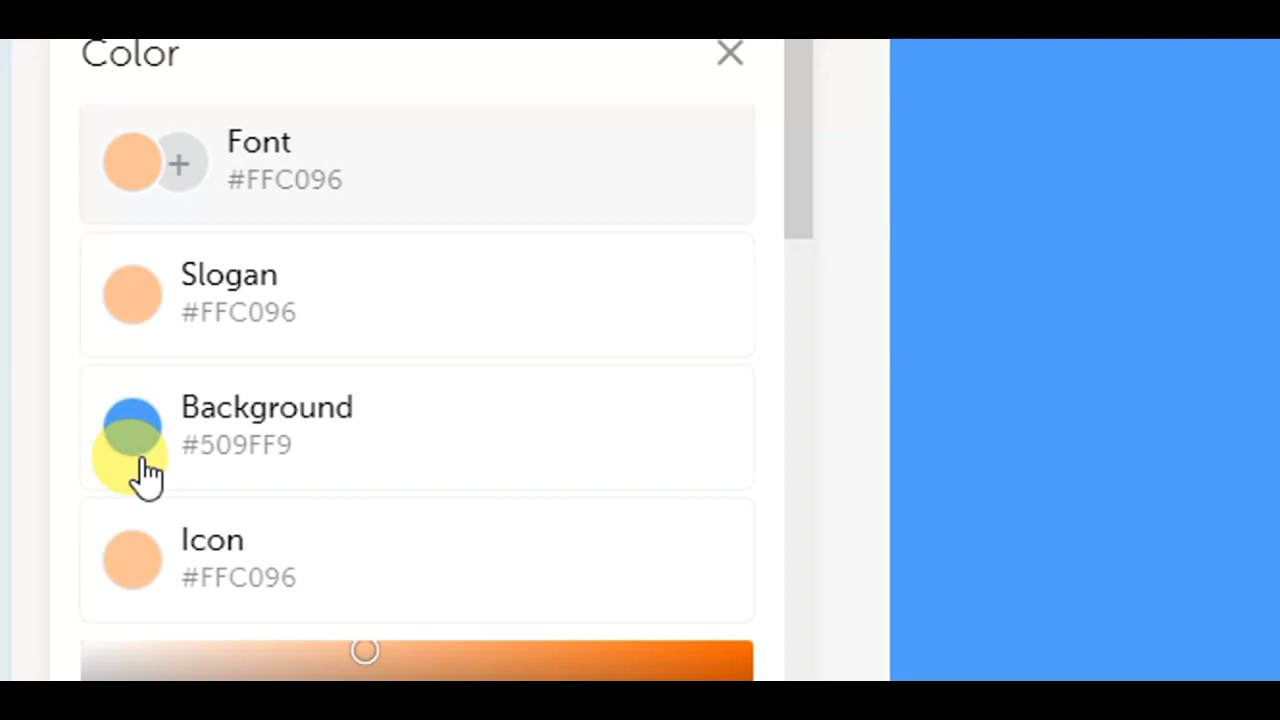 Color
Font
#FFC096
Slogan
#FFC096
Background
#509FF9
Icon
#FFC096